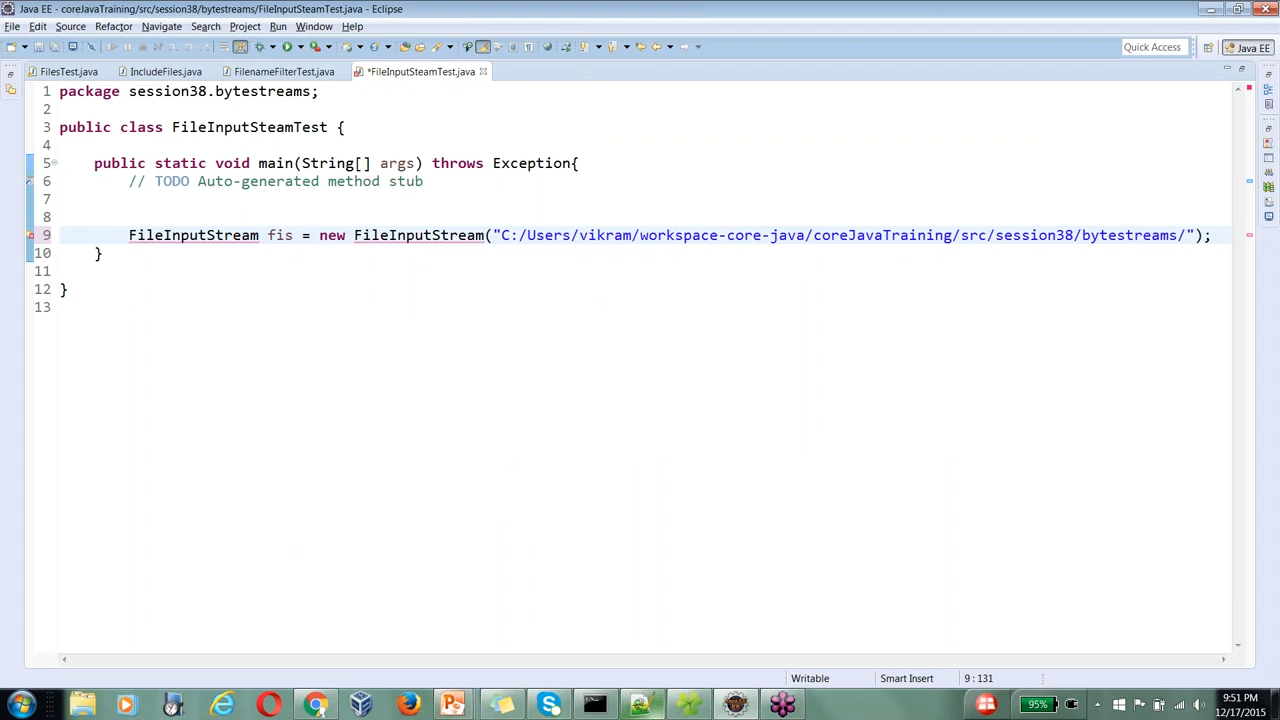 Java EE - coreJavaTraining/src/session38/bytestreams/FileInputSteamTest.java - Eclipse
File Edit Source Refactor Navigate Search Project Run Window Help
Quick Access
Java EE
FilesTest.java
IncludeFiles.java
FilenameFilterTest.java
*FileInputSteamTest.java
1 package session38.bytestreams;
2
3 public class FileInputSteamTest {
4
5 public static void main(String[] args) throws Exception{
6 // TODO Auto-generated method stub
7
8
9 FileInputStream fis = new FileInputStream("C:/Users/vikram/workspace-core-java/coreJavaTraining/src/session38/bytestreams/");
10 }
11
12 }
13
Writable
Smart Insert
9 : 131
95%
9:51 PM
12/17/2015